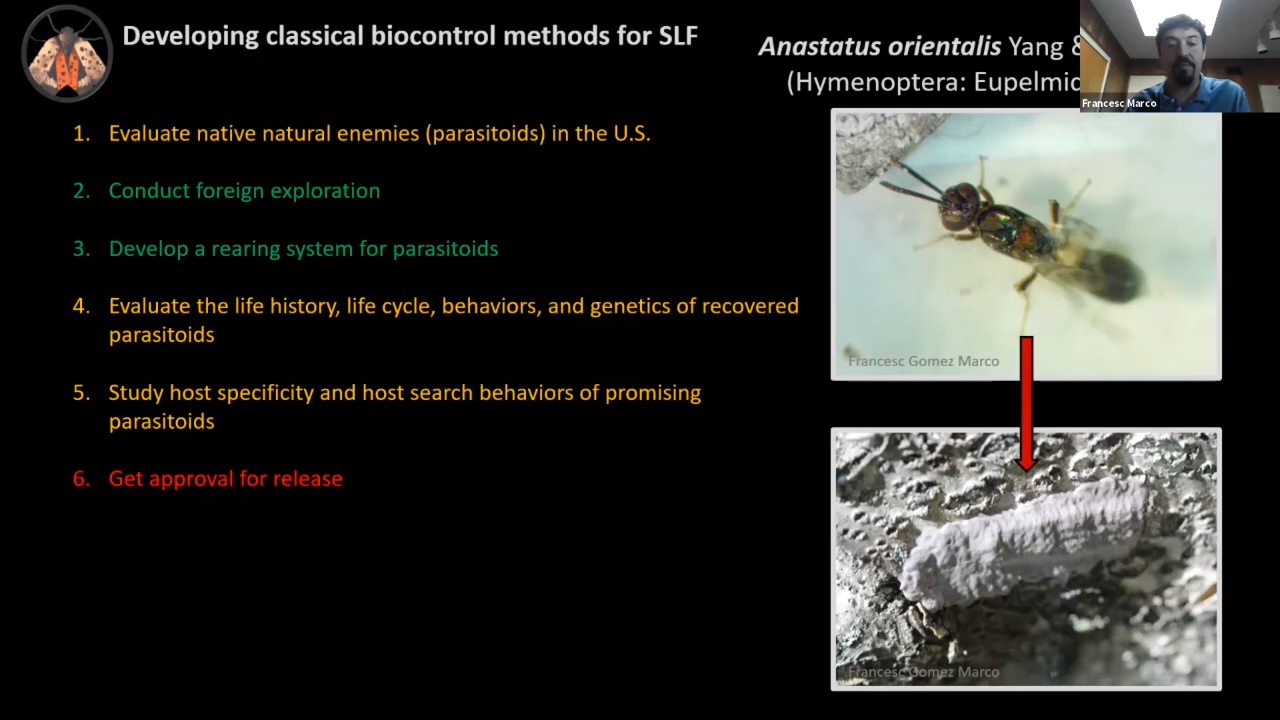 Developing classical biocontrol methods for SLF
Anastatus orientalis Yang &
(Hymenoptera: Eupelmid
Francesc Marco
1. Evaluate native natural enemies (parasitoids) in the U.S.
2. Conduct foreign exploration
3. Develop a rearing system for parasitoids
4. Evaluate the life history, life cycle, behaviors, and genetics of recovered
parasitoids
5. Study host specificity and host search behaviors of promising
parasitoids
6. Get approval for release
Francesc Gomez Marco
Francesc Gomez Marco